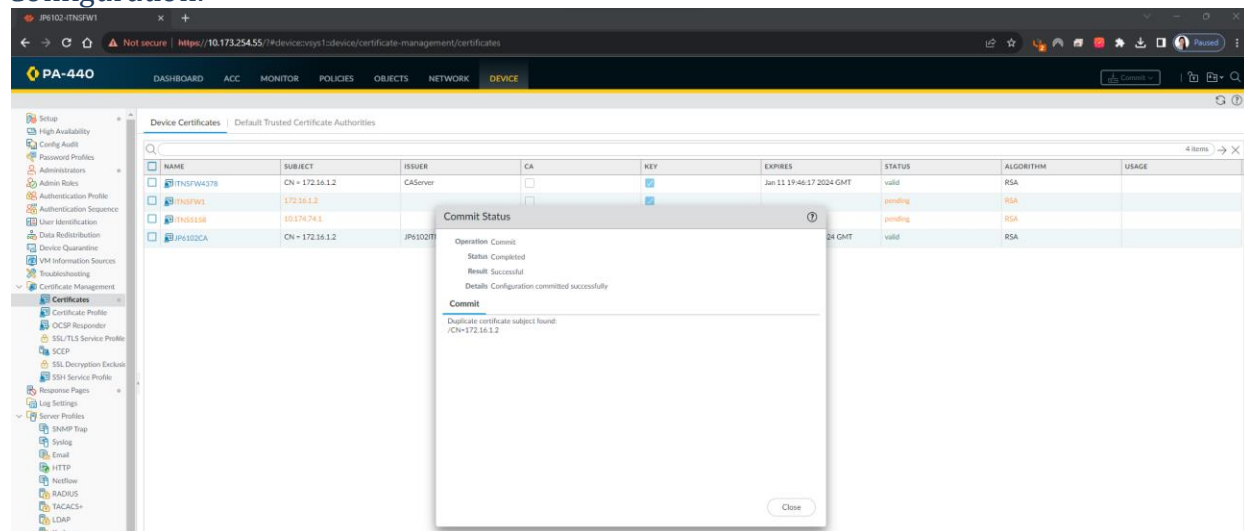 Configuration.
JP6102-ITNSFW1
Not secure | https://10.173.254.55/?#device::vsys1::device/certificate-management/certificates
Paused
PA-440
DASHBOARD ACC MONITOR POLICIES OBJECTS NETWORK DEVICE
Commit
Setup
High Availability
Config Audit
Password Profiles
Administrators
Admin Roles
Authentication Profile
Authentication Sequence
User Identification
Data Redistribution
Device Quarantine
VM Information Sources
Troubleshooting
Certificate Management
Certificates
Certificate Profile
OCSP Responder
SSL/TLS Service Profile
SCEP
SSL Decryption Exclusi
SSH Service Profile
Response Pages
Log Settings
Server Profiles
SNMP Trap
Syslog
Email
HTTP
Netflow
RADIUS
TACACS+
LDAP
Device Certificates | Default Trusted Certificate Authorities
4 items
NAME SUBJECT ISSUER CA KEY EXPIRES STATUS ALGORITHM USAGE
ITNSFW4378 CN = 172.16.1.2 CAServer Jan 11 19:46:17 2024 GMT valid RSA
ITNSFW1 172.16.1.2 pending RSA
10.174.74.1 pending RSA
JP6102CA CN = 172.16.1.2 24 GMT valid RSA
Commit Status
Operation Commit
Status Completed
Result Successful
Details Configuration committed successfully
Commit
Duplicate certificate subject found:
/CN=172.16.1.2
Close